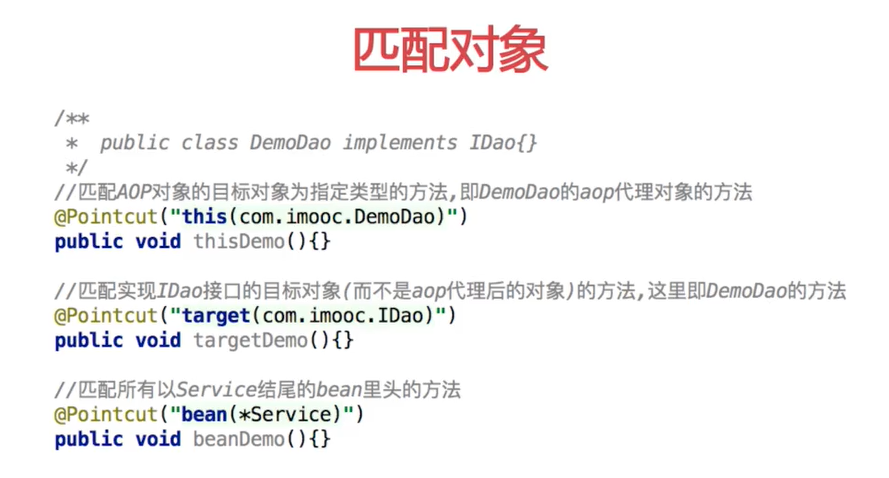 匹配对象
/**
 *  public class DemoDao implements IDao{}
 */
//匹配AOP对象的目标对象为指定类型的方法,即DemoDao的aop代理对象的方法
@Pointcut("this(com.imooc.DemoDao)")
public void thisDemo(){}
//匹配实现IDao接口的目标对象(而不是aop代理后的对象)的方法,这里即DemoDao的方法
@Pointcut("target(com.imooc.IDao)")
public void targetDemo(){}
//匹配所有以Service结尾的bean里头的方法
@Pointcut("bean(*Service)")
public void beanDemo(){}